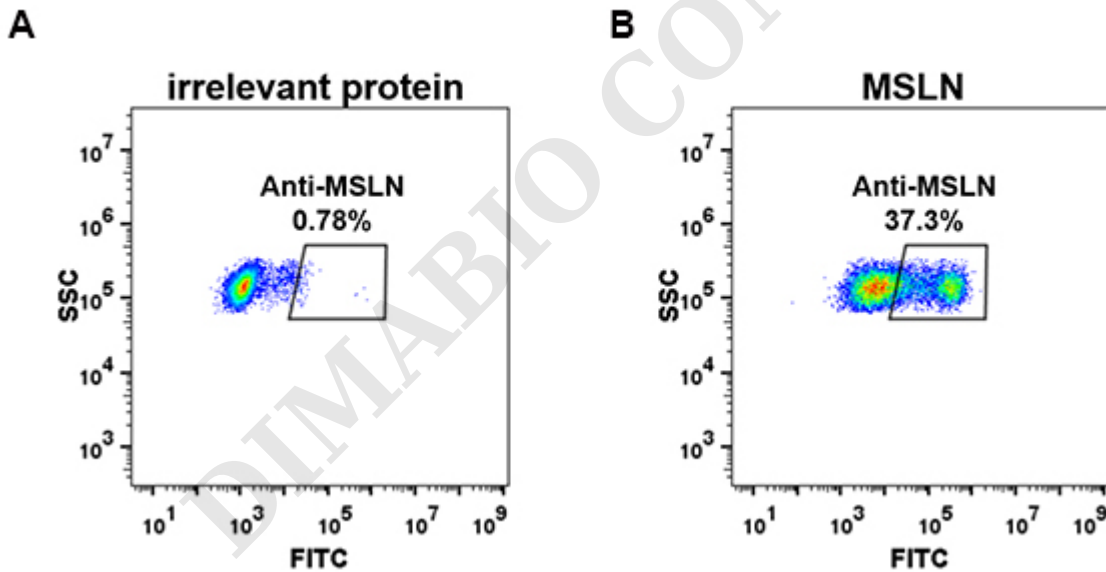 A
irrelevant protein
10^7
10^6
10^5
10^4
10^3
SSC
Anti-MSLN
0.78%
10^1 10^3 10^5 10^7 10^9
FITC
B
MSLN
10^7
10^6
10^5
10^4
10^3
SSC
Anti-MSLN
37.3%
10^1 10^3 10^5 10^7 10^9
FITC
DIMABIO